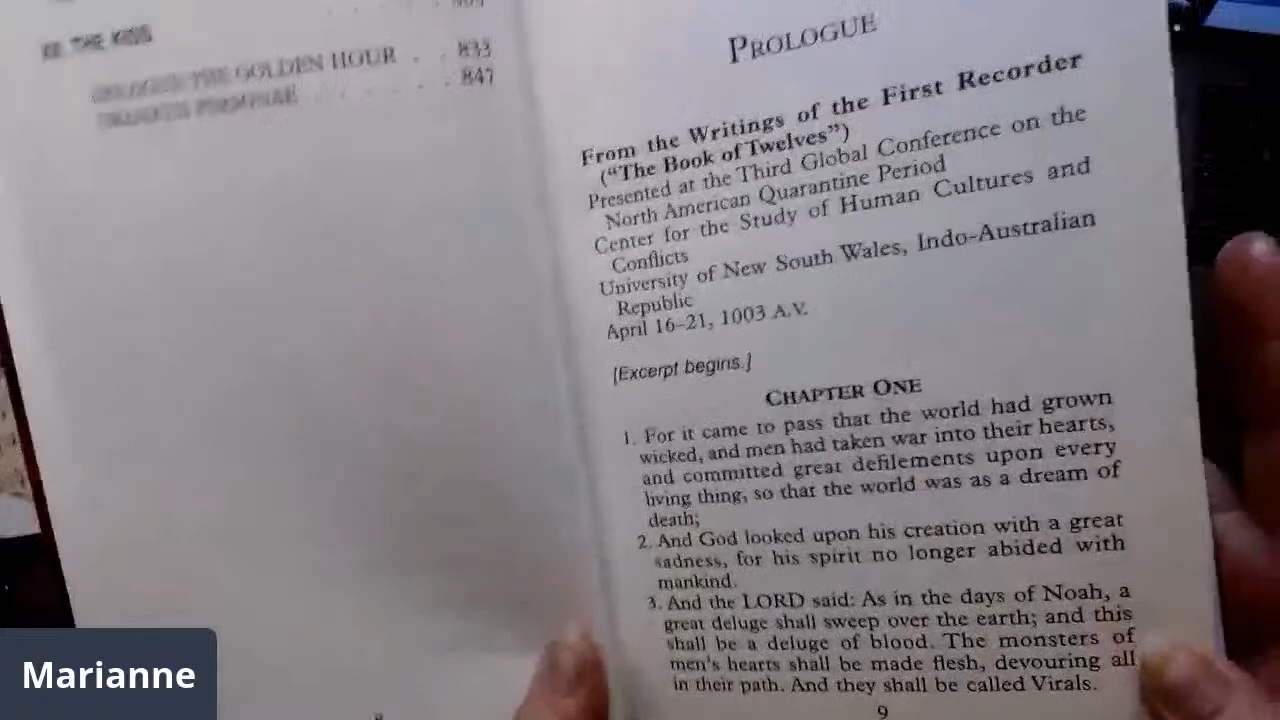 THE KISS
THE GOLDEN HOUR . . 833
. . . . . 847
PROLOGUE
From the Writings of the First Recorder
(“The Book of Twelves”)
Presented at the Third Global Conference on the
North American Quarantine Period
Center for the Study of Human Cultures and
Conflicts
University of New South Wales, Indo-Australian
Republic
April 16–21, 1003 A.V.
[Excerpt begins.]
CHAPTER ONE
1. For it came to pass that the world had grown
wicked, and men had taken war into their hearts,
and committed great defilements upon every
living thing, so that the world was as a dream of
death;
2. And God looked upon his creation with a great
sadness, for his spirit no longer abided with
mankind.
3. And the LORD said: As in the days of Noah, a
great deluge shall sweep over the earth; and this
shall be a deluge of blood. The monsters of
men's hearts shall be made flesh, devouring all
in their path. And they shall be called Virals.
9
Marianne